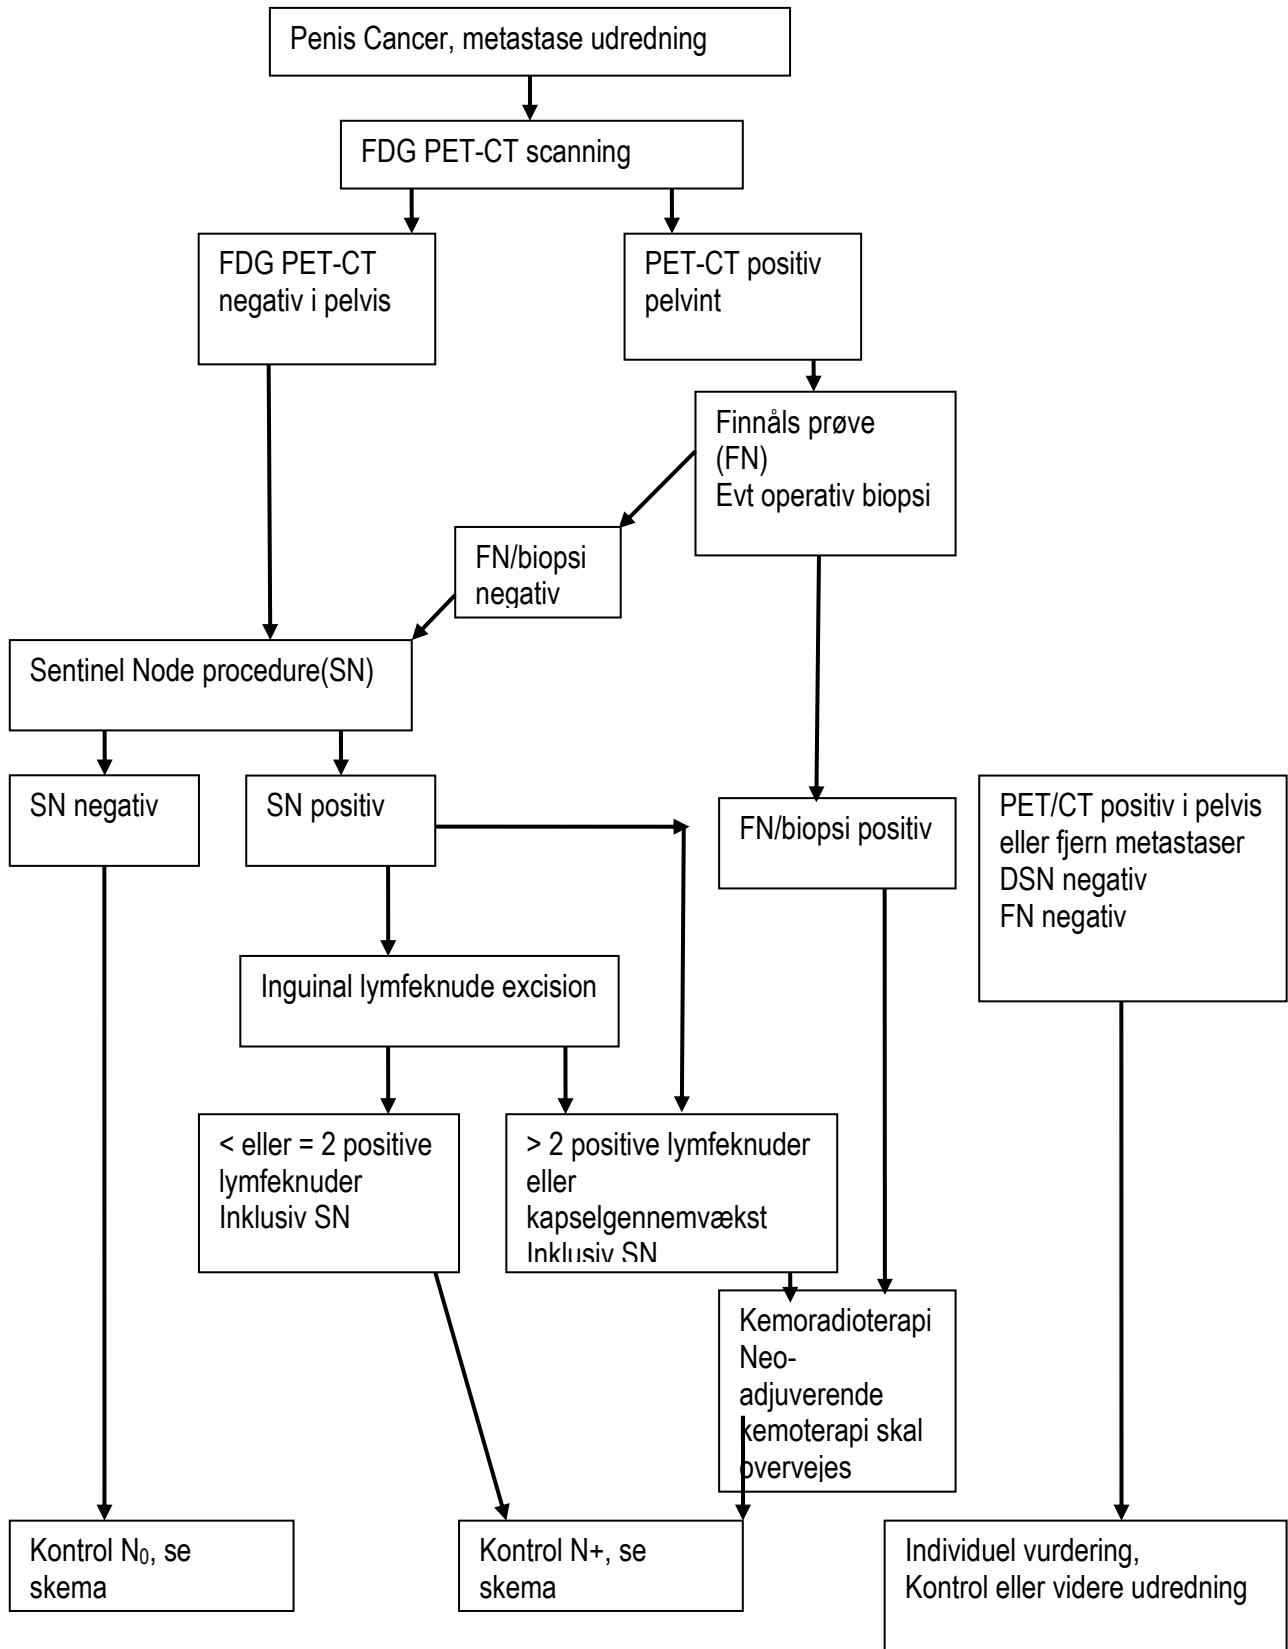 Penis Cancer, metastase udredning
FDG PET-CT scanning
FDG PET-CT
negativ i pelvis
PET-CT positiv
pelvint
Finnåls prøve
(FN)
Evt operativ biopsi
FN/biopsi
negativ
Sentinel Node procedure(SN)
SN negativ
SN positiv
FN/biopsi positiv
PET/CT positiv i pelvis
eller fjern metastaser
DSN negativ
FN negativ
Inguinal lymfeknude excision
< eller = 2 positive
lymfeknuder
Inklusiv SN
> 2 positive lymfeknuder
eller
kapselgennemvækst
Inklusiv SN
Kemoradioterapi
Neo-
adjuverende
kemoterapi skal
overvejes
Kontrol N₀, se
skema
Kontrol N+, se
skema
Individuel vurdering,
Kontrol eller videre udredning